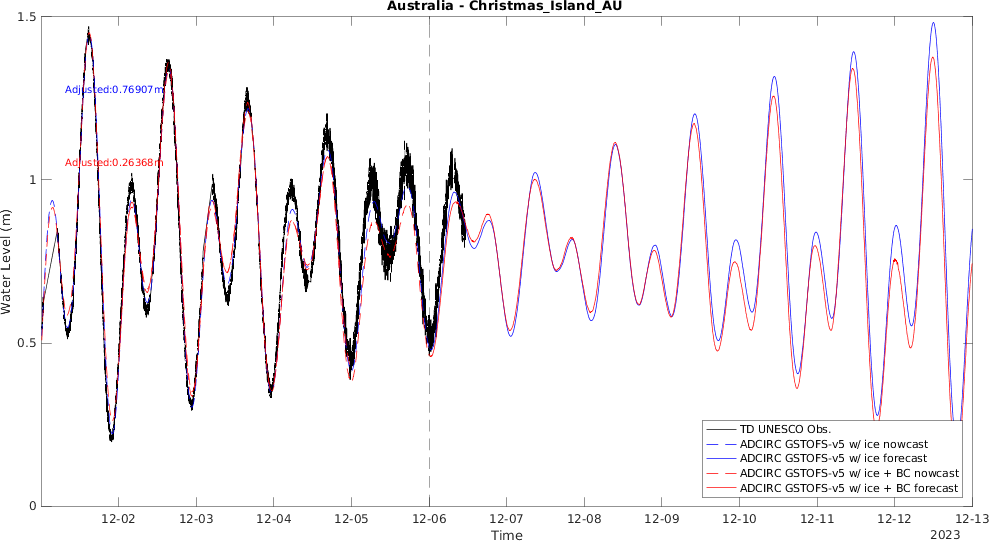 Australia - Christmas_Island_AU
1.5
1
0.5
0
Water Level (m)
Adjusted:0.76907m
Adjusted:0.26368m
TD UNESCO Obs.
ADCIRC GSTOFS-v5 w/ ice nowcast
ADCIRC GSTOFS-v5 w/ ice forecast
ADCIRC GSTOFS-v5 w/ ice + BC nowcast
ADCIRC GSTOFS-v5 w/ ice + BC forecast
12-02 12-03 12-04 12-05 12-06 12-07 12-08 12-09 12-10 12-11 12-12 12-13
Time
2023